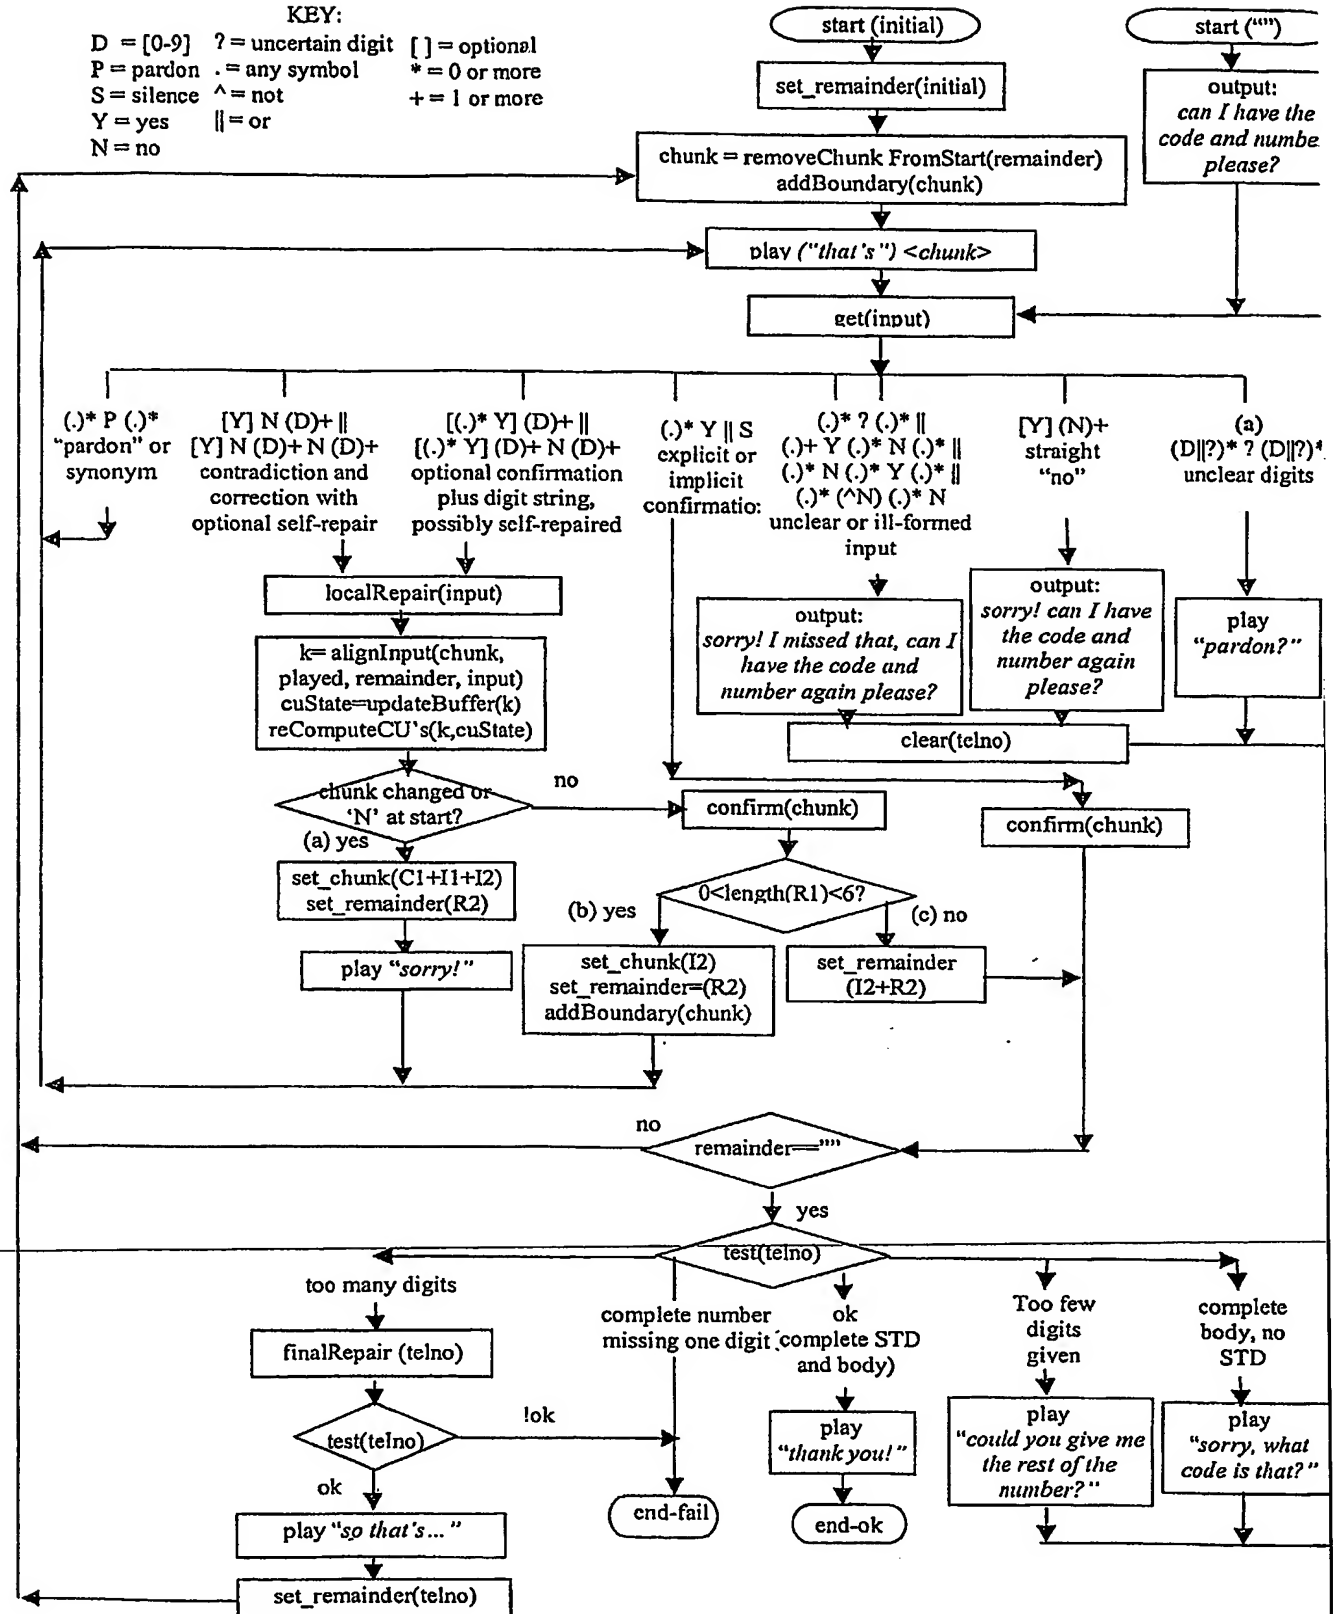 KEY:
D = [0-9] ? = uncertain digit [ ] = optional
P = pardon . = any symbol * = 0 or more
S = silence ^ = not + = 1 or more
Y = yes || = or
N = no
start (initial)
set_remainder(initial)
chunk = removeChunk FromStart(remainder)
addBoundary(chunk)
play ("that's") <chunk>
get(input)
start (“”)
output:
can I have the
code and numbe
please?
(.)* P (.)*
“pardon” or
synonym
[Y] N (D)+ ||
[Y] N (D)+ N (D)+
contradiction and
correction with
optional self-repair
[(.)* Y] (D)+ ||
[(.)* Y] (D)+ N (D)+
optional confirmation
plus digit string,
possibly self-repaired
(.)* Y || S
explicit or
implicit
confirmatio:
(.)* ? (.)* ||
(.)+ Y (.)* N (.)* ||
(.)* N (.)* Y (.)* ||
(.)* (^N) (.)* N
unclear or ill-formed
input
[Y] (N)+
straight
“no”
(a)
(D||?)* ? (D||?)*
unclear digits
localRepair(input)
k= alignInput(chunk,
played, remainder, input)
cuState=updateBuffer(k)
reComputeCU's(k,cuState)
output:
sorry! I missed that, can I
have the code and
number again please?
output:
sorry! can I have
the code and
number again
please?
play
“pardon?”
clear(telno)
chunk changed or
‘N’ at start?
no
(a) yes
confirm(chunk)
confirm(chunk)
set_chunk(C1+I1+I2)
set_remainder(R2)
0<length(R1)<6?
(b) yes
(c) no
play “sorry!”
set_chunk(I2)
set_remainder=(R2)
addBoundary(chunk)
set_remainder
(I2+R2)
no
remainder==""
yes
test(telno)
too many digits
complete number
missing one digit
ok
complete STD
and body)
Too few
digits
given
complete
body, no
STD
finalRepair (telno)
test(telno)
!ok
ok
play “so that's...”
set_remainder(telno)
end-fail
play
“thank you!”
end-ok
play
“could you give me
the rest of the
number?”
play
“sorry, what
code is that?”